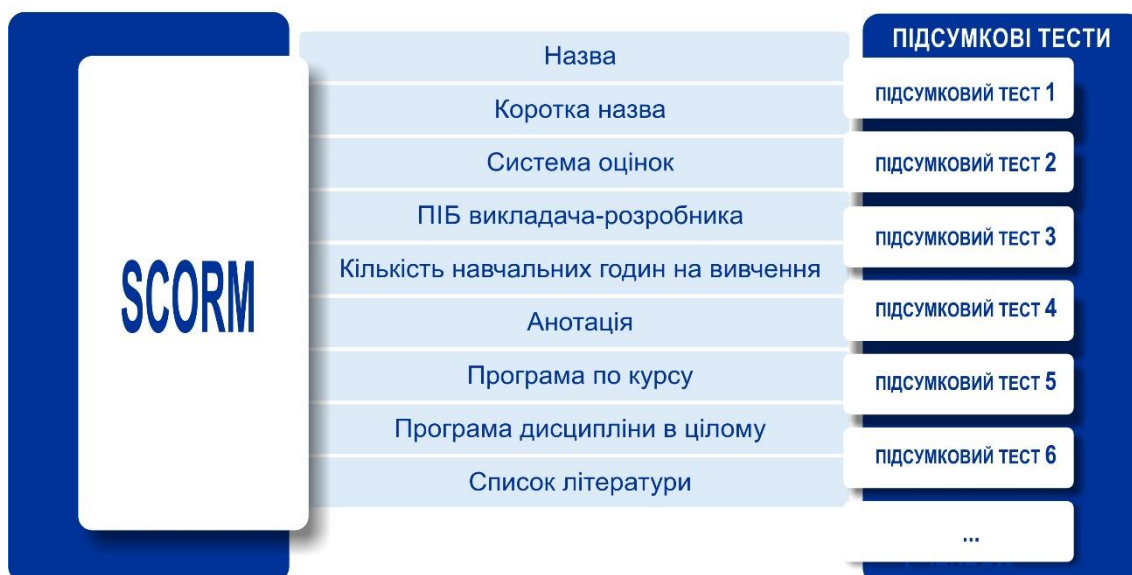 SCORM
Назва
Коротка назва
Система оцінок
ПІБ викладача-розробника
Кількість навчальних годин на вивчення
Анотація
Програма по курсу
Програма дисципліни в цілому
Список літератури
ПІДСУМКОВІ ТЕСТИ
ПІДСУМКОВИЙ ТЕСТ 1
ПІДСУМКОВИЙ ТЕСТ 2
ПІДСУМКОВИЙ ТЕСТ 3
ПІДСУМКОВИЙ ТЕСТ 4
ПІДСУМКОВИЙ ТЕСТ 5
ПІДСУМКОВИЙ ТЕСТ 6
...